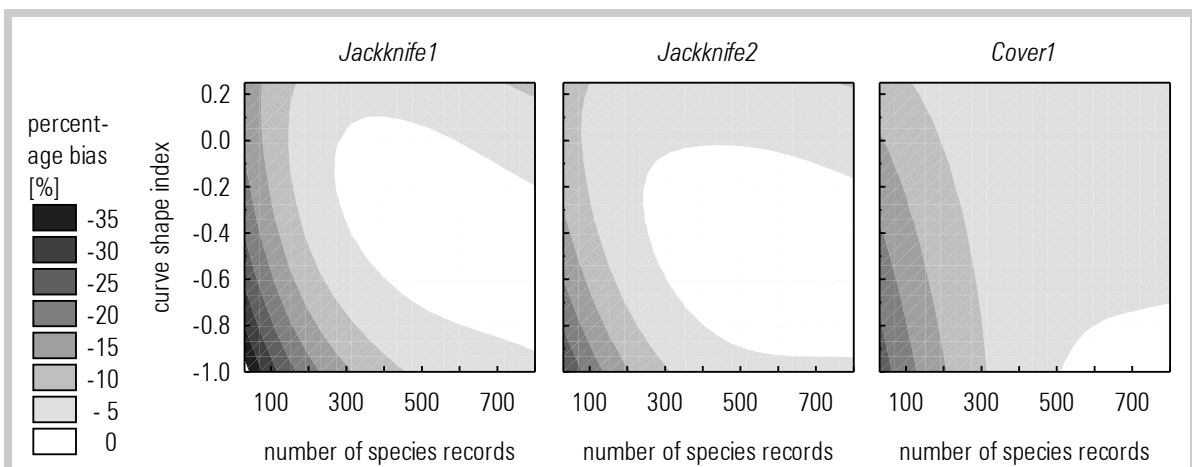 Jackknife1
Jackknife2
Cover1
percent-
age bias
[%]
-35
-30
-25
-20
-15
-10
- 5
0
curve shape index
0.2
0.0
-0.2
-0.4
-0.6
-0.8
-1.0
100 300 500 700
100 300 500 700
100 300 500 700
number of species records
number of species records
number of species records